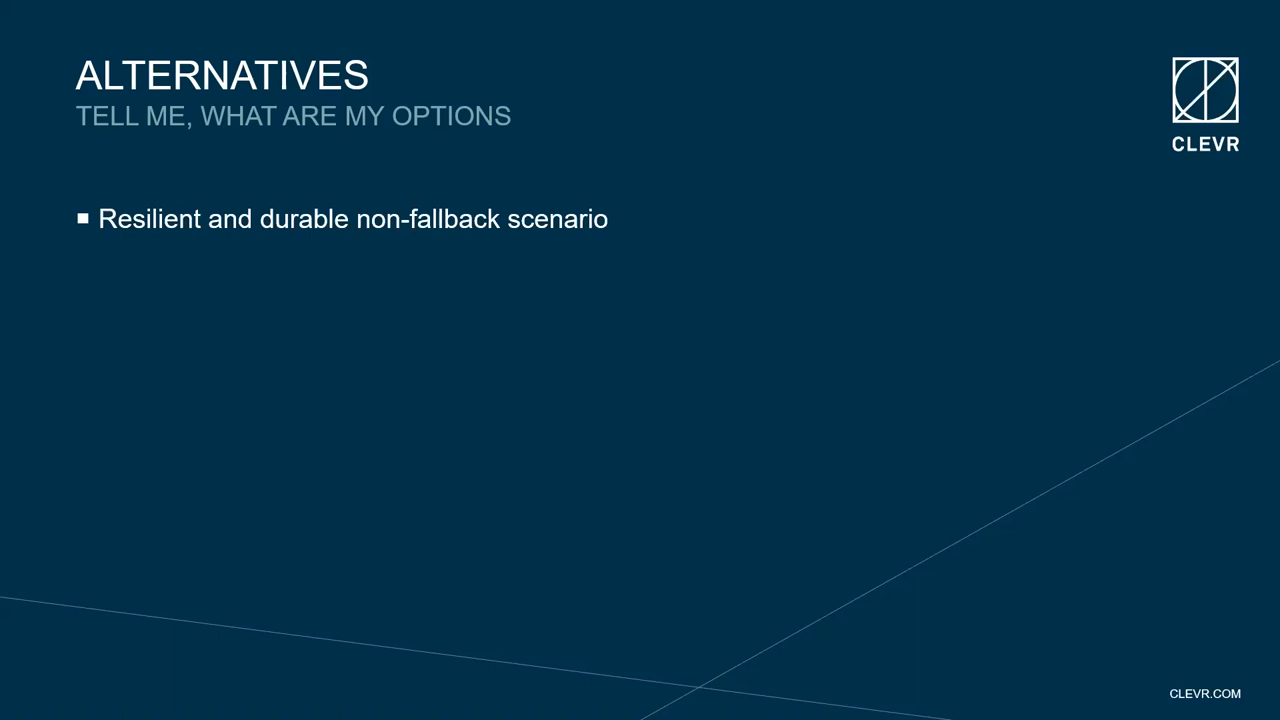 ALTERNATIVES
TELL ME, WHAT ARE MY OPTIONS
CLEVR
Resilient and durable non-fallback scenario
CLEVR.COM